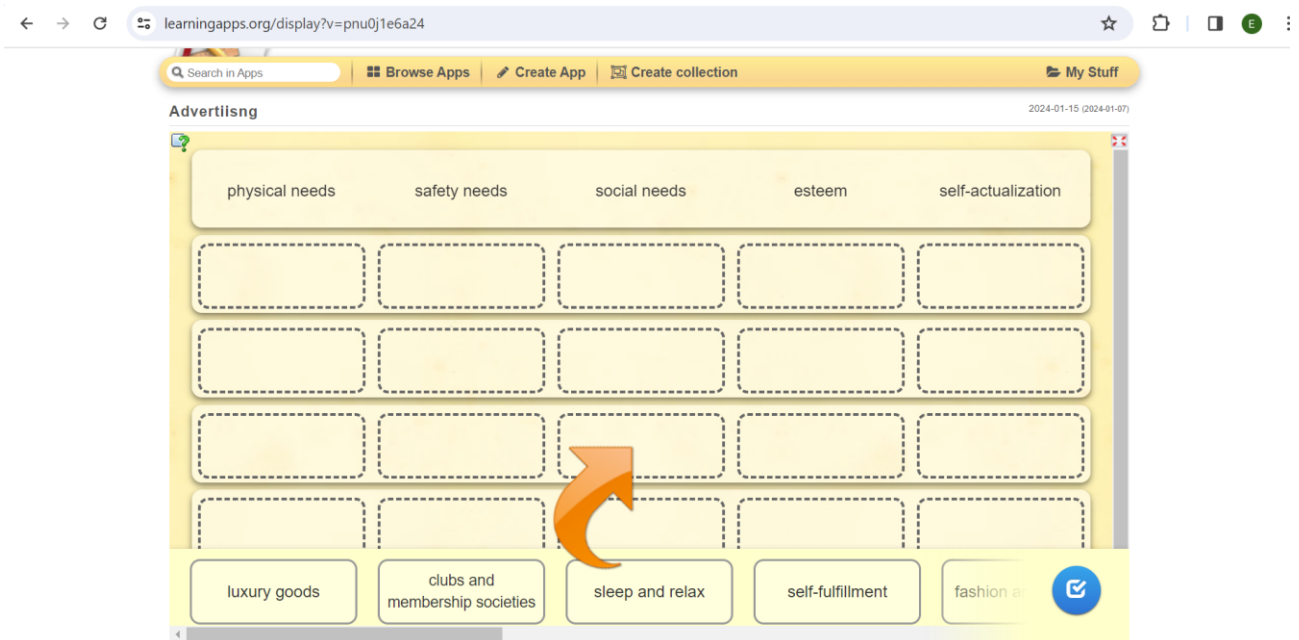 learningapps.org/display?v=pnu0j1e6a24
E
Search in Apps
Browse Apps
Create App
Create collection
My Stuff
Advertiisng
2024-01-15 (2024-01-07)
physical needs
safety needs
social needs
esteem
self-actualization
luxury goods
clubs and
membership societies
sleep and relax
self-fulfillment
fashion